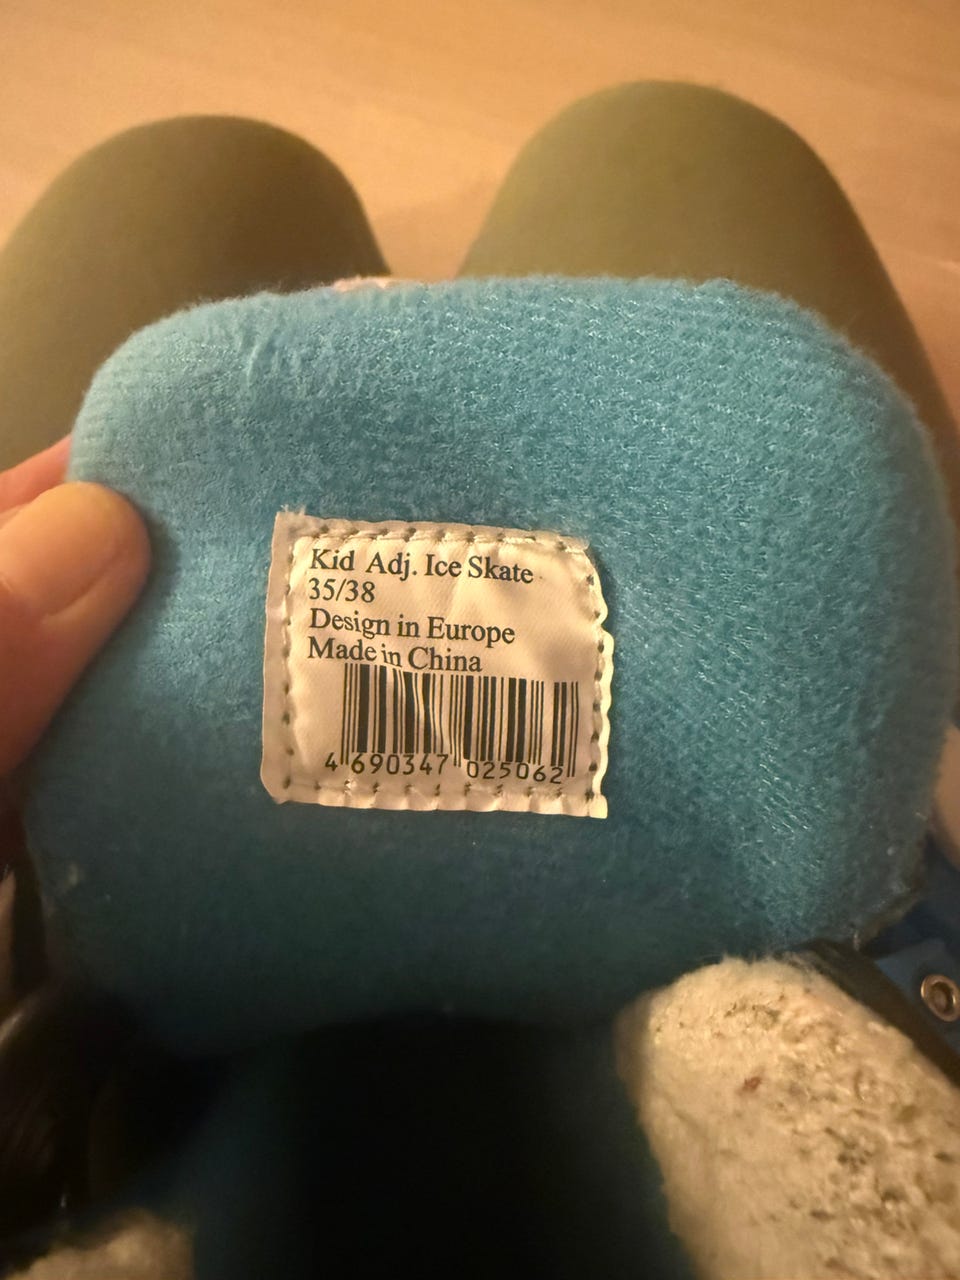 Kid Adj. Ice Skate
35/38
Design in Europe
Made in China
4 690347 025062